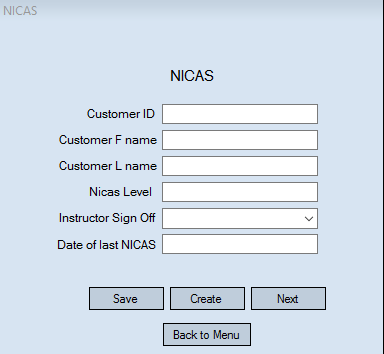 NICAS
NICAS
Customer ID
Customer F name
Customer L name
Nicas Level
Instructor Sign Off
Date of last NICAS
Save Create Next
Back to Menu